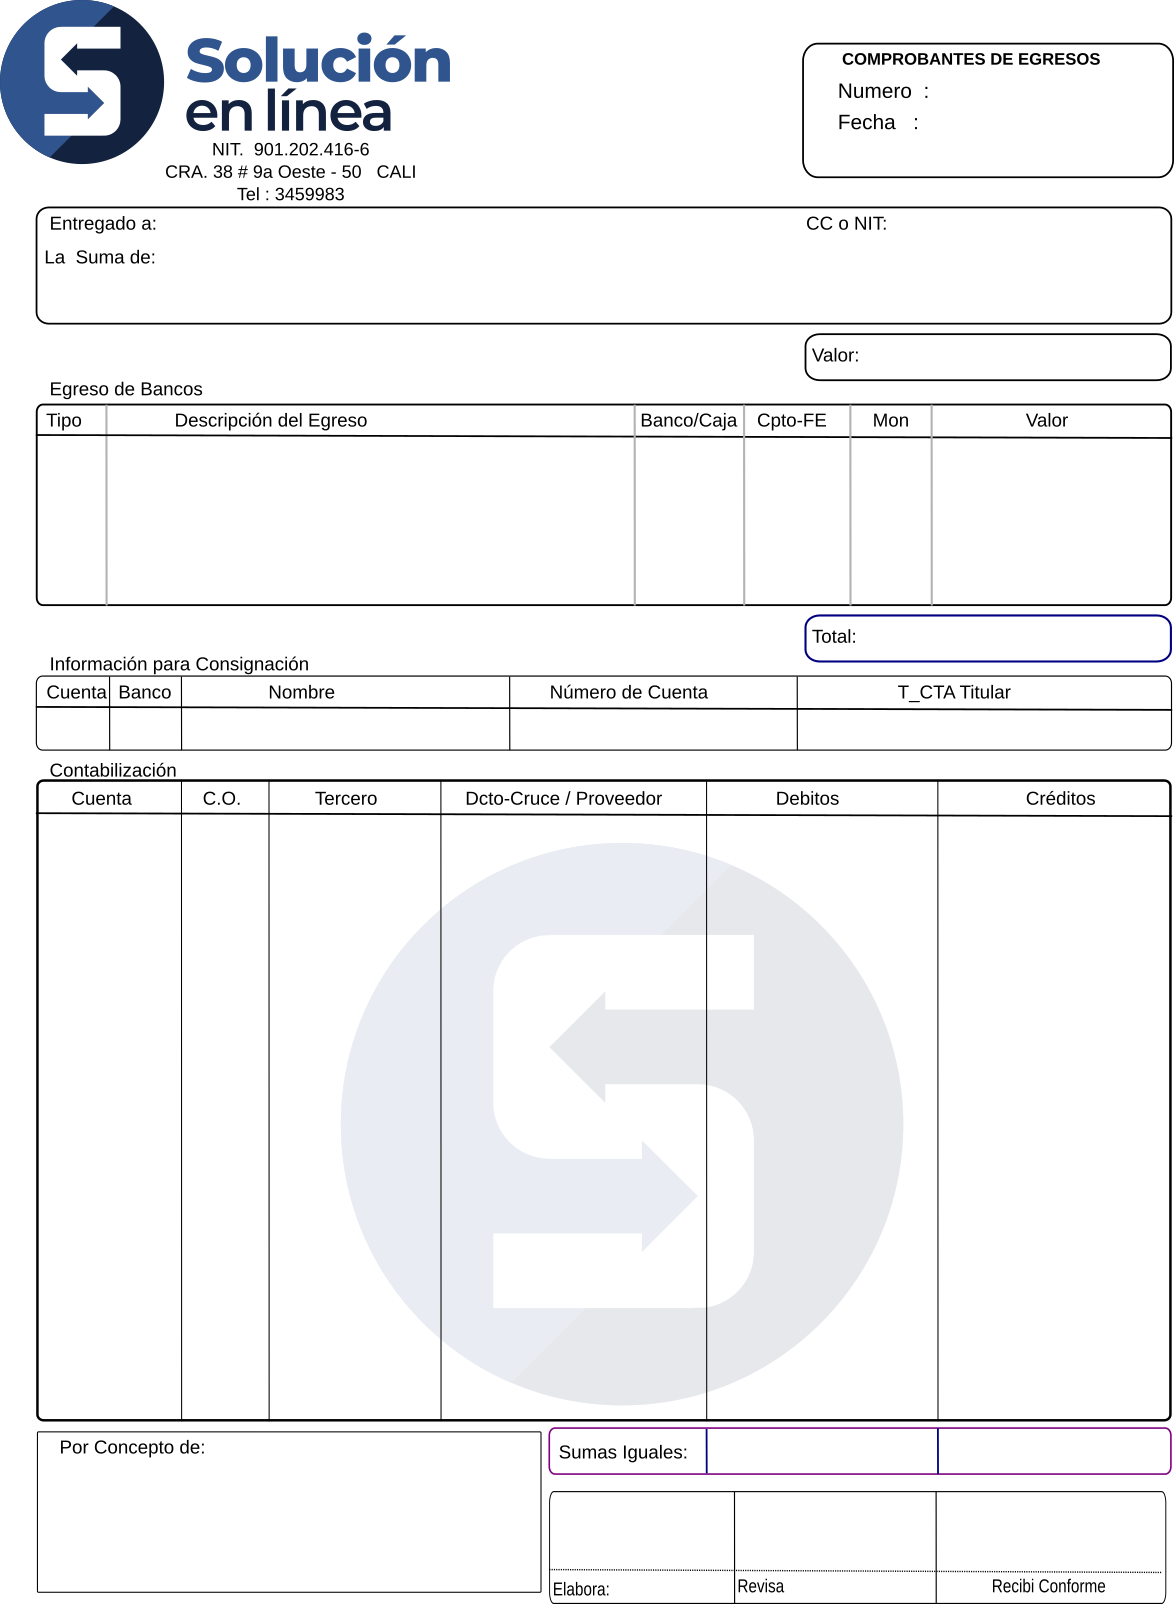 Solución
en línea
NIT.  901.202.416-6
CRA. 38 # 9a Oeste - 50   CALI
Tel : 3459983
COMPROBANTES DE EGRESOS
Numero  :
Fecha   :
Entregado a:
CC o NIT:
La  Suma de:
Valor:
Egreso de Bancos
Tipo Descripción del Egreso Banco/Caja Cpto-FE Mon Valor
Total:
Información para Consignación
Cuenta Banco Nombre Número de Cuenta T_CTA Titular
Contabilización
Cuenta C.O. Tercero Dcto-Cruce / Proveedor Debitos Créditos
Por Concepto de:
Sumas Iguales:
Elabora: Revisa Recibi Conforme